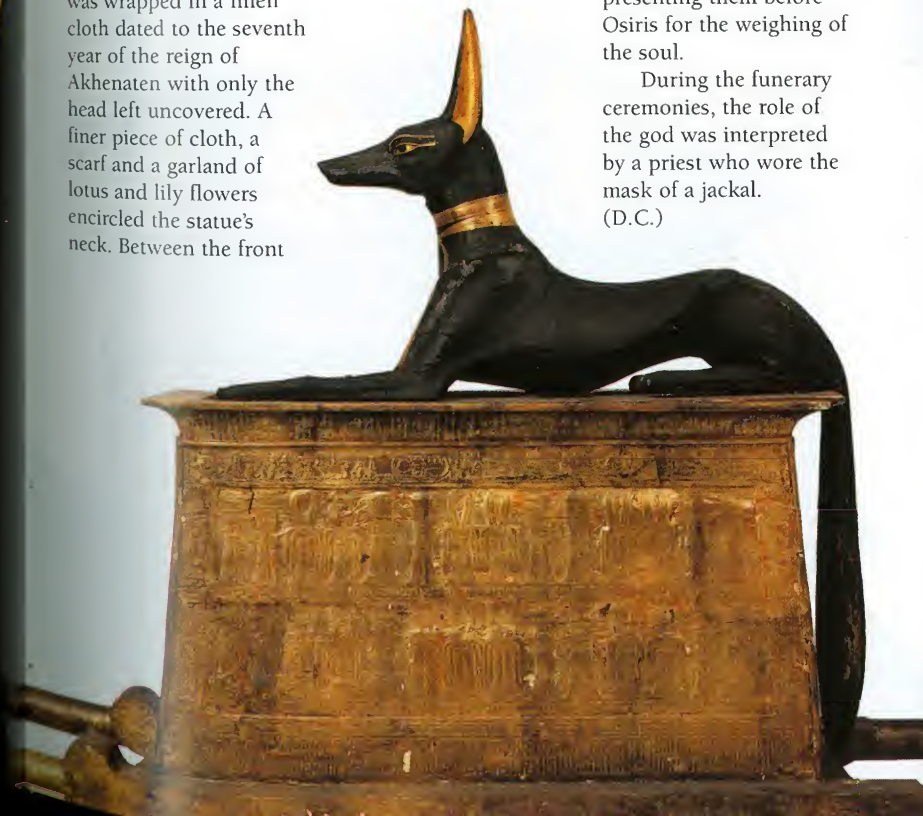 was wrapped in a linen
cloth dated to the seventh
year of the reign of
Akhenaten with only the
head left uncovered. A
finer piece of cloth, a
scarf and a garland of
lotus and lily flowers
encircled the statue's
neck. Between the front
presenting them before
Osiris for the weighing of
the soul.
During the funerary
ceremonies, the role of
the god was interpreted
by a priest who wore the
mask of a jackal.
(D.C.)